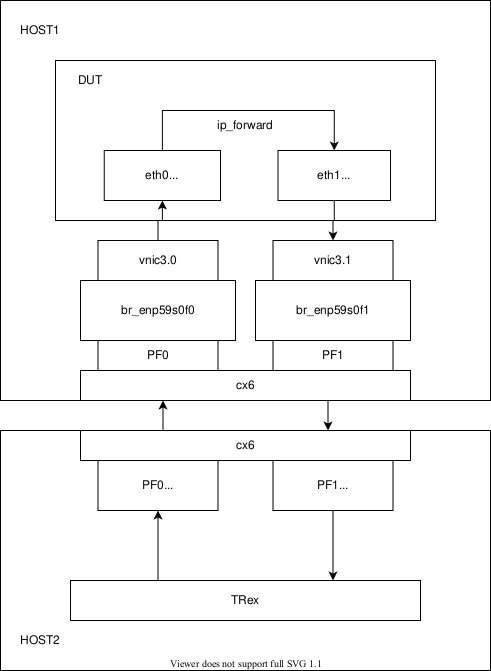 HOST1
DUT
ip_forward
eth0...
eth1...
vnic3.0
vnic3.1
br_enp59s0f0
br_enp59s0f1
PF0
PF1
cx6
cx6
PF0...
PF1...
TRex
HOST2
Viewer does not support full SVG 1.1